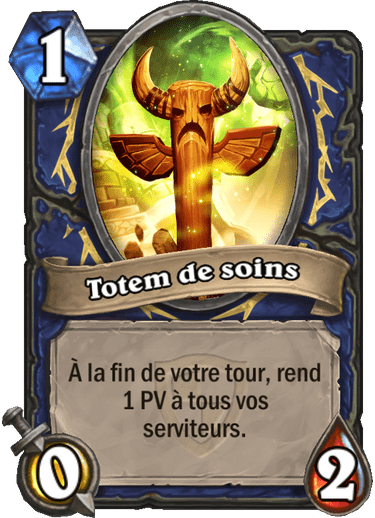 1
Totem de soins
À la fin de votre tour, rend
1 PV à tous vos
serviteurs.
0
2